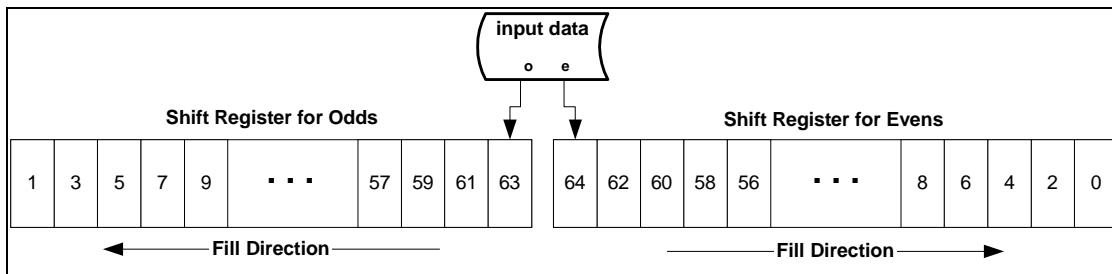 input data
o e
Shift Register for Odds
Shift Register for Evens
1 3 5 7 9 . . . 57 59 61 63
64 62 60 58 56 . . . 8 6 4 2 0
Fill Direction
Fill Direction